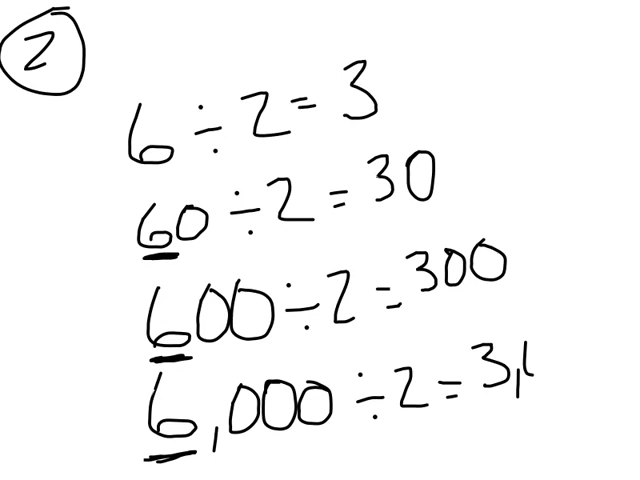 2
6 ÷ 2 = 3
60 ÷ 2 = 30
600 ÷ 2 = 300
6,000 ÷ 2 = 3,